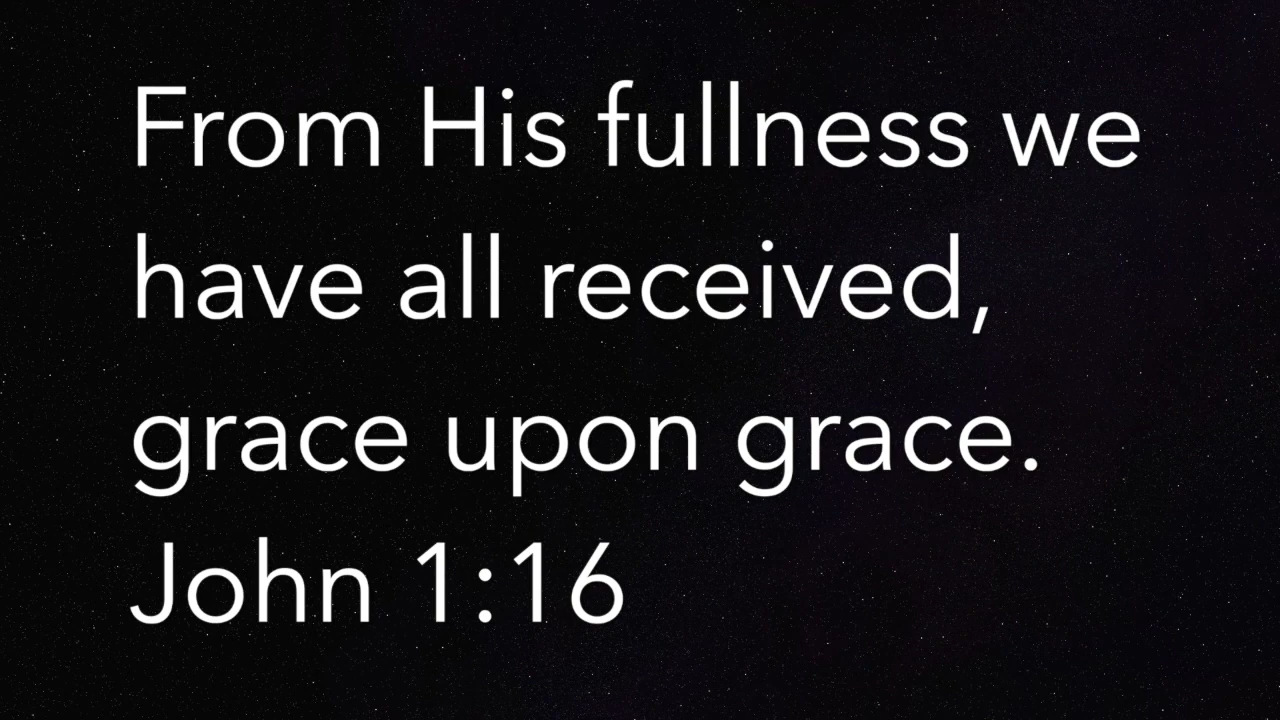 From His fullness we
have all received,
grace upon grace.
John 1:16